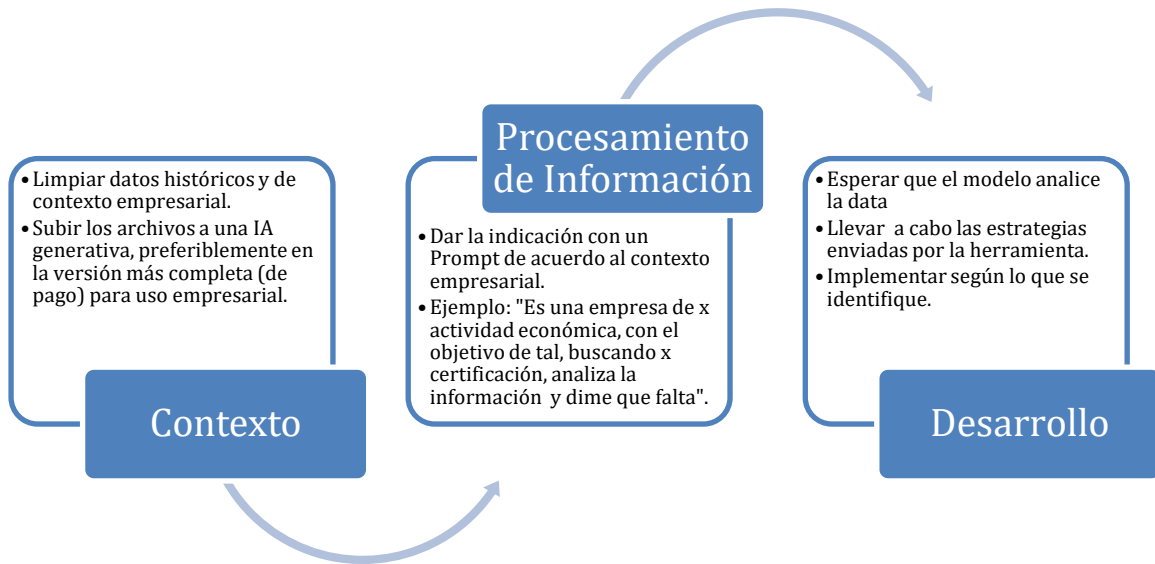 • Limpiar datos históricos y de
contexto empresarial.
• Subir los archivos a una IA
generativa, preferiblemente en
la versión más completa (de
pago) para uso empresarial.
Contexto
Procesamiento
de Información
• Dar la indicación con un
Prompt de acuerdo al contexto
empresarial.
• Ejemplo: "Es una empresa de x
actividad económica, con el
objetivo de tal, buscando x
certificación, analiza la
información y dime que falta".
• Esperar que el modelo analice
la data
• Llevar a cabo las estrategias
enviadas por la herramienta.
• Implementar según lo que se
identifique.
Desarrollo